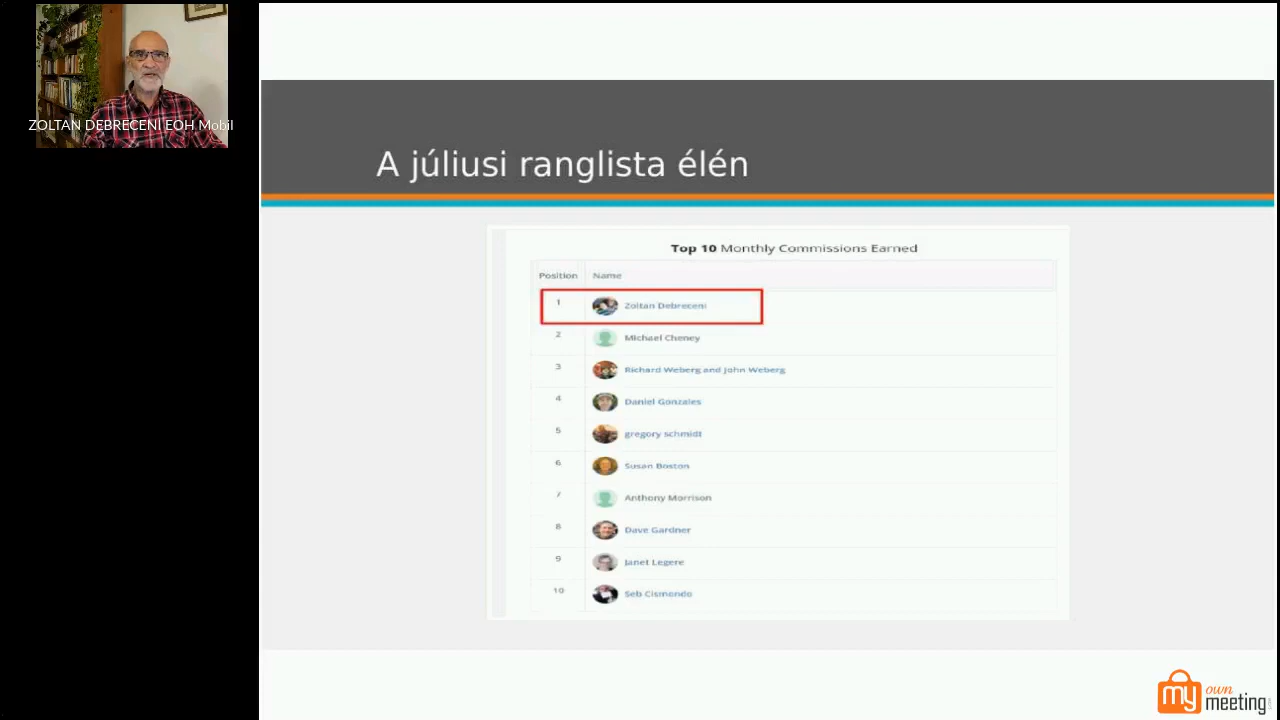 ZOLTAN DEBRECENI EOH Mobil
A júliusi ranglista élén
Top 10 Monthly Commissions Earned
Position Name
1 Zoltan Debreceni
2 Michael Cheney
3 Richard Weberg and John Weberg
4 Daniel Gonzales
5 gregory schmidt
6 Susan Boston
7 Anthony Morrison
8 Dave Gardner
9 Janet Legere
10 Seb Cismondo
my own
meeting